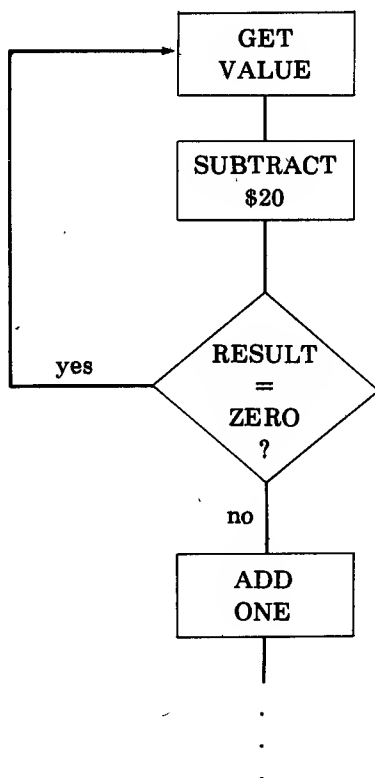 GET
VALUE
SUBTRACT
$20
RESULT
=
ZERO
?
yes
no
ADD
ONE
.
.
.